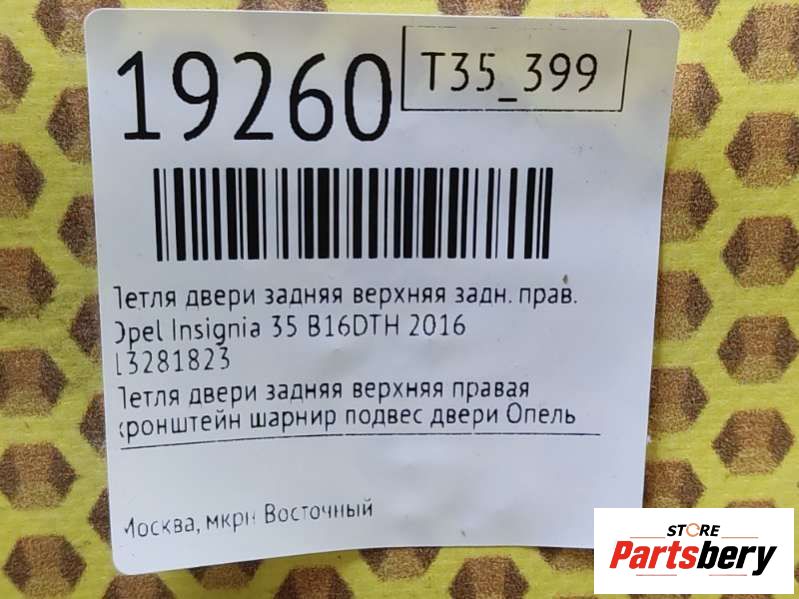 19260
T35_399
Петля двери задняя верхняя задн. прав.
Opel Insignia 35 B16DTH 2016
13281823
Петля двери задняя верхняя правая
кронштейн шарнир подвес двери Опель
Москва, мкрн Восточный
STORE
Partsbery